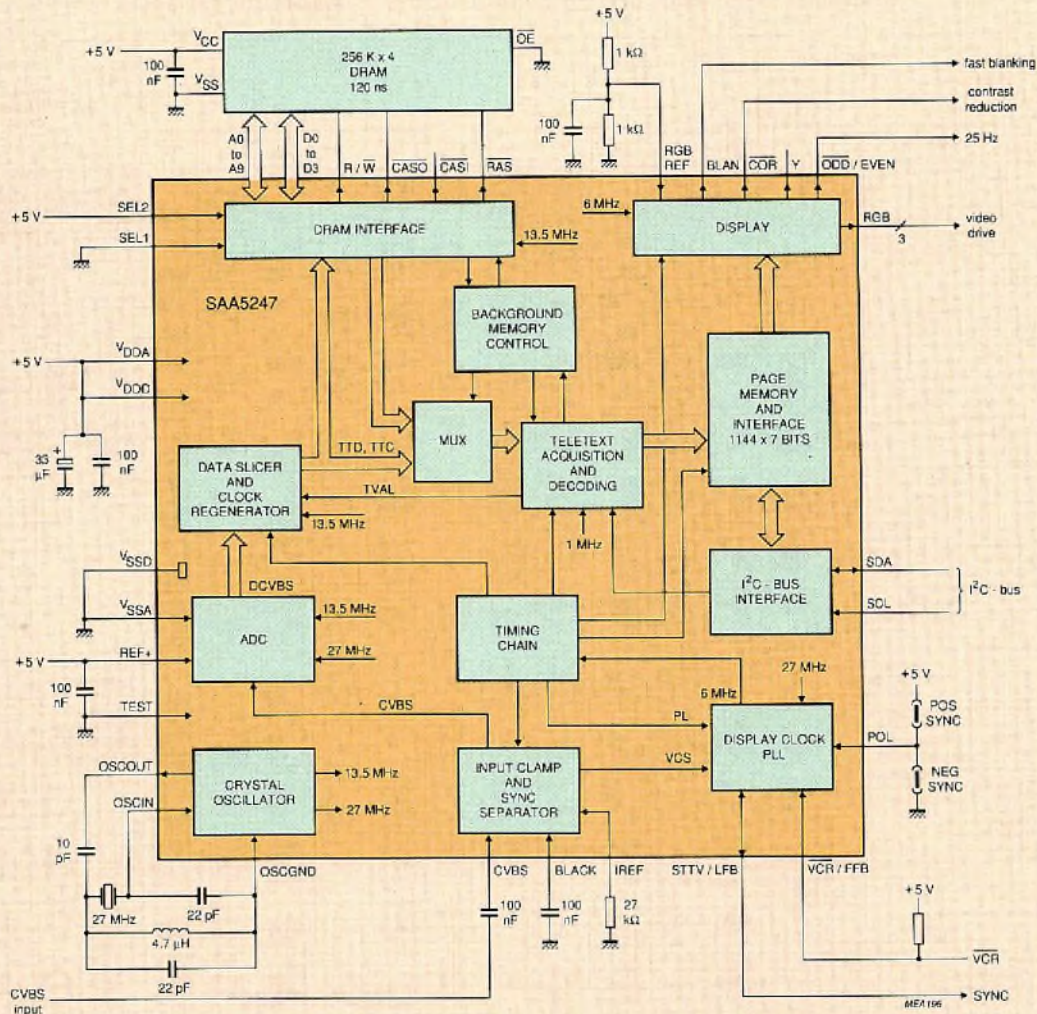 +5 V
VCC
VSS
100
nF
256 K x 4
DRAM
120 ns
OE
+5 V
1 kΩ
1 kΩ
100
nF
fast blanking
contrast
reduction
25 Hz
A0
to
A9
D0
to
D3
R / W
CASO
CASI
RAS
RGB
REF
BLAN
COR
Y
ODD / EVEN
+5 V
SEL2
SEL1
DRAM INTERFACE
13.5 MHz
6 MHz
DISPLAY
RGB
3
video
drive
SAA5247
BACKGROUND
MEMORY
CONTROL
+5 V
VDDA
VDDD
33
μF
+
100
nF
PAGE
MEMORY
AND
INTERFACE
1144 x 7 BITS
MUX
TTD, TTC
DATA SLICER
AND
CLOCK
REGENERATOR
TELETEXT
ACQUISITION
AND
DECODING
TVAL
13.5 MHz
1 MHz
VSSD
VSSA
DCVBS
ADC
13.5 MHz
27 MHz
TIMING
CHAIN
I²C - BUS
INTERFACE
SDA
SOL
I²C - bus
+5 V
REF+
100
nF
TEST
CVBS
PL
6 MHz
27 MHz
+5 V
POS
SYNC
NEG
SYNC
POL
DISPLAY CLOCK
PLL
OSCOUT
OSCIN
CRYSTAL
OSCILLATOR
13.5 MHz
27 MHz
INPUT CLAMP
AND
SYNC
SEPARATOR
VCS
10
pF
OSCGND
CVBS
BLACK
IREF
STTV / LFB
VCR / FFB
27 MHz
22 pF
4.7 μH
22 pF
100
nF
100
nF
27
kΩ
+5 V
VCR
CVBS
input
SYNC
MEA196